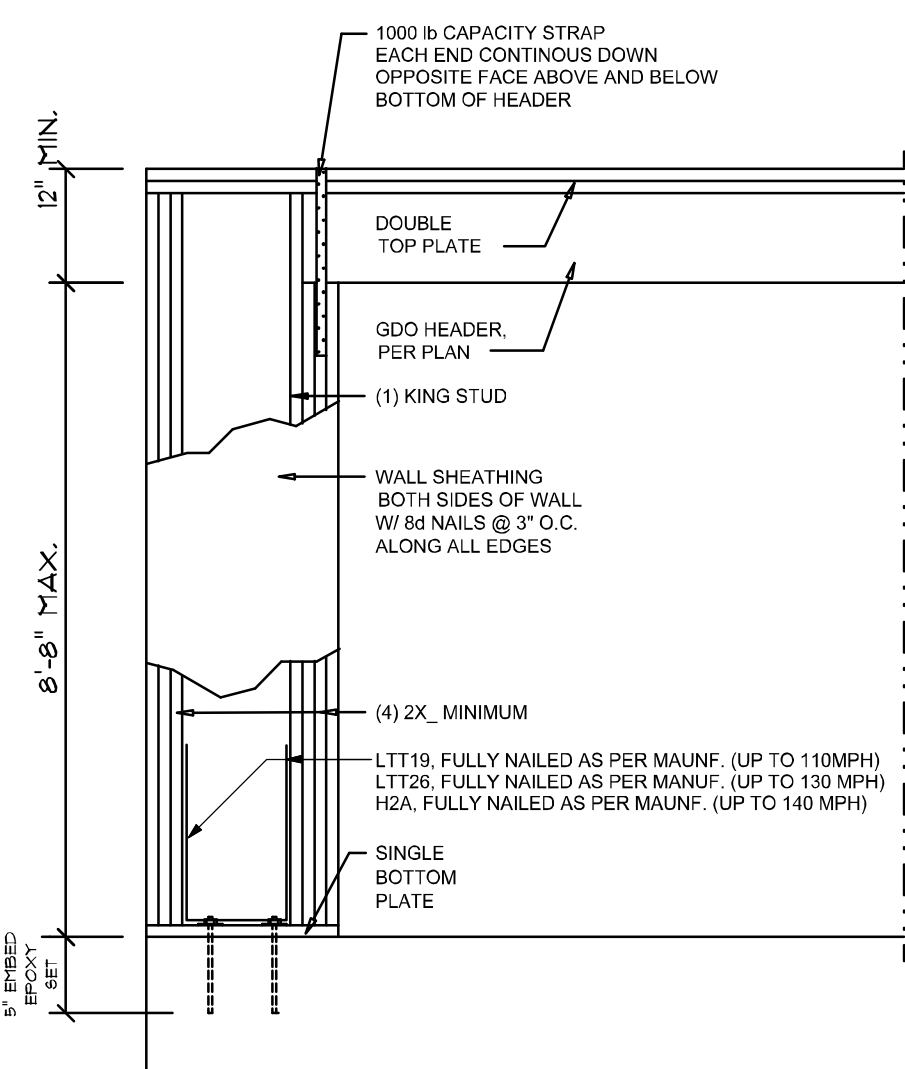 1000 lb CAPACITY STRAP
EACH END CONTINOUS DOWN
OPPOSITE FACE ABOVE AND BELOW
BOTTOM OF HEADER
12" MIN.
DOUBLE
TOP PLATE
GDO HEADER,
PER PLAN
(1) KING STUD
WALL SHEATHING
BOTH SIDES OF WALL
W/ 8d NAILS @ 3" O.C.
ALONG ALL EDGES
8'-8" MAX.
(4) 2X_ MINIMUM
LTT19, FULLY NAILED AS PER MAUNF. (UP TO 110MPH)
LTT26, FULLY NAILED AS PER MANUF. (UP TO 130 MPH)
H2A, FULLY NAILED AS PER MAUNF. (UP TO 140 MPH)
SINGLE
BOTTOM
PLATE
5" EMBED
EPOXY
SET